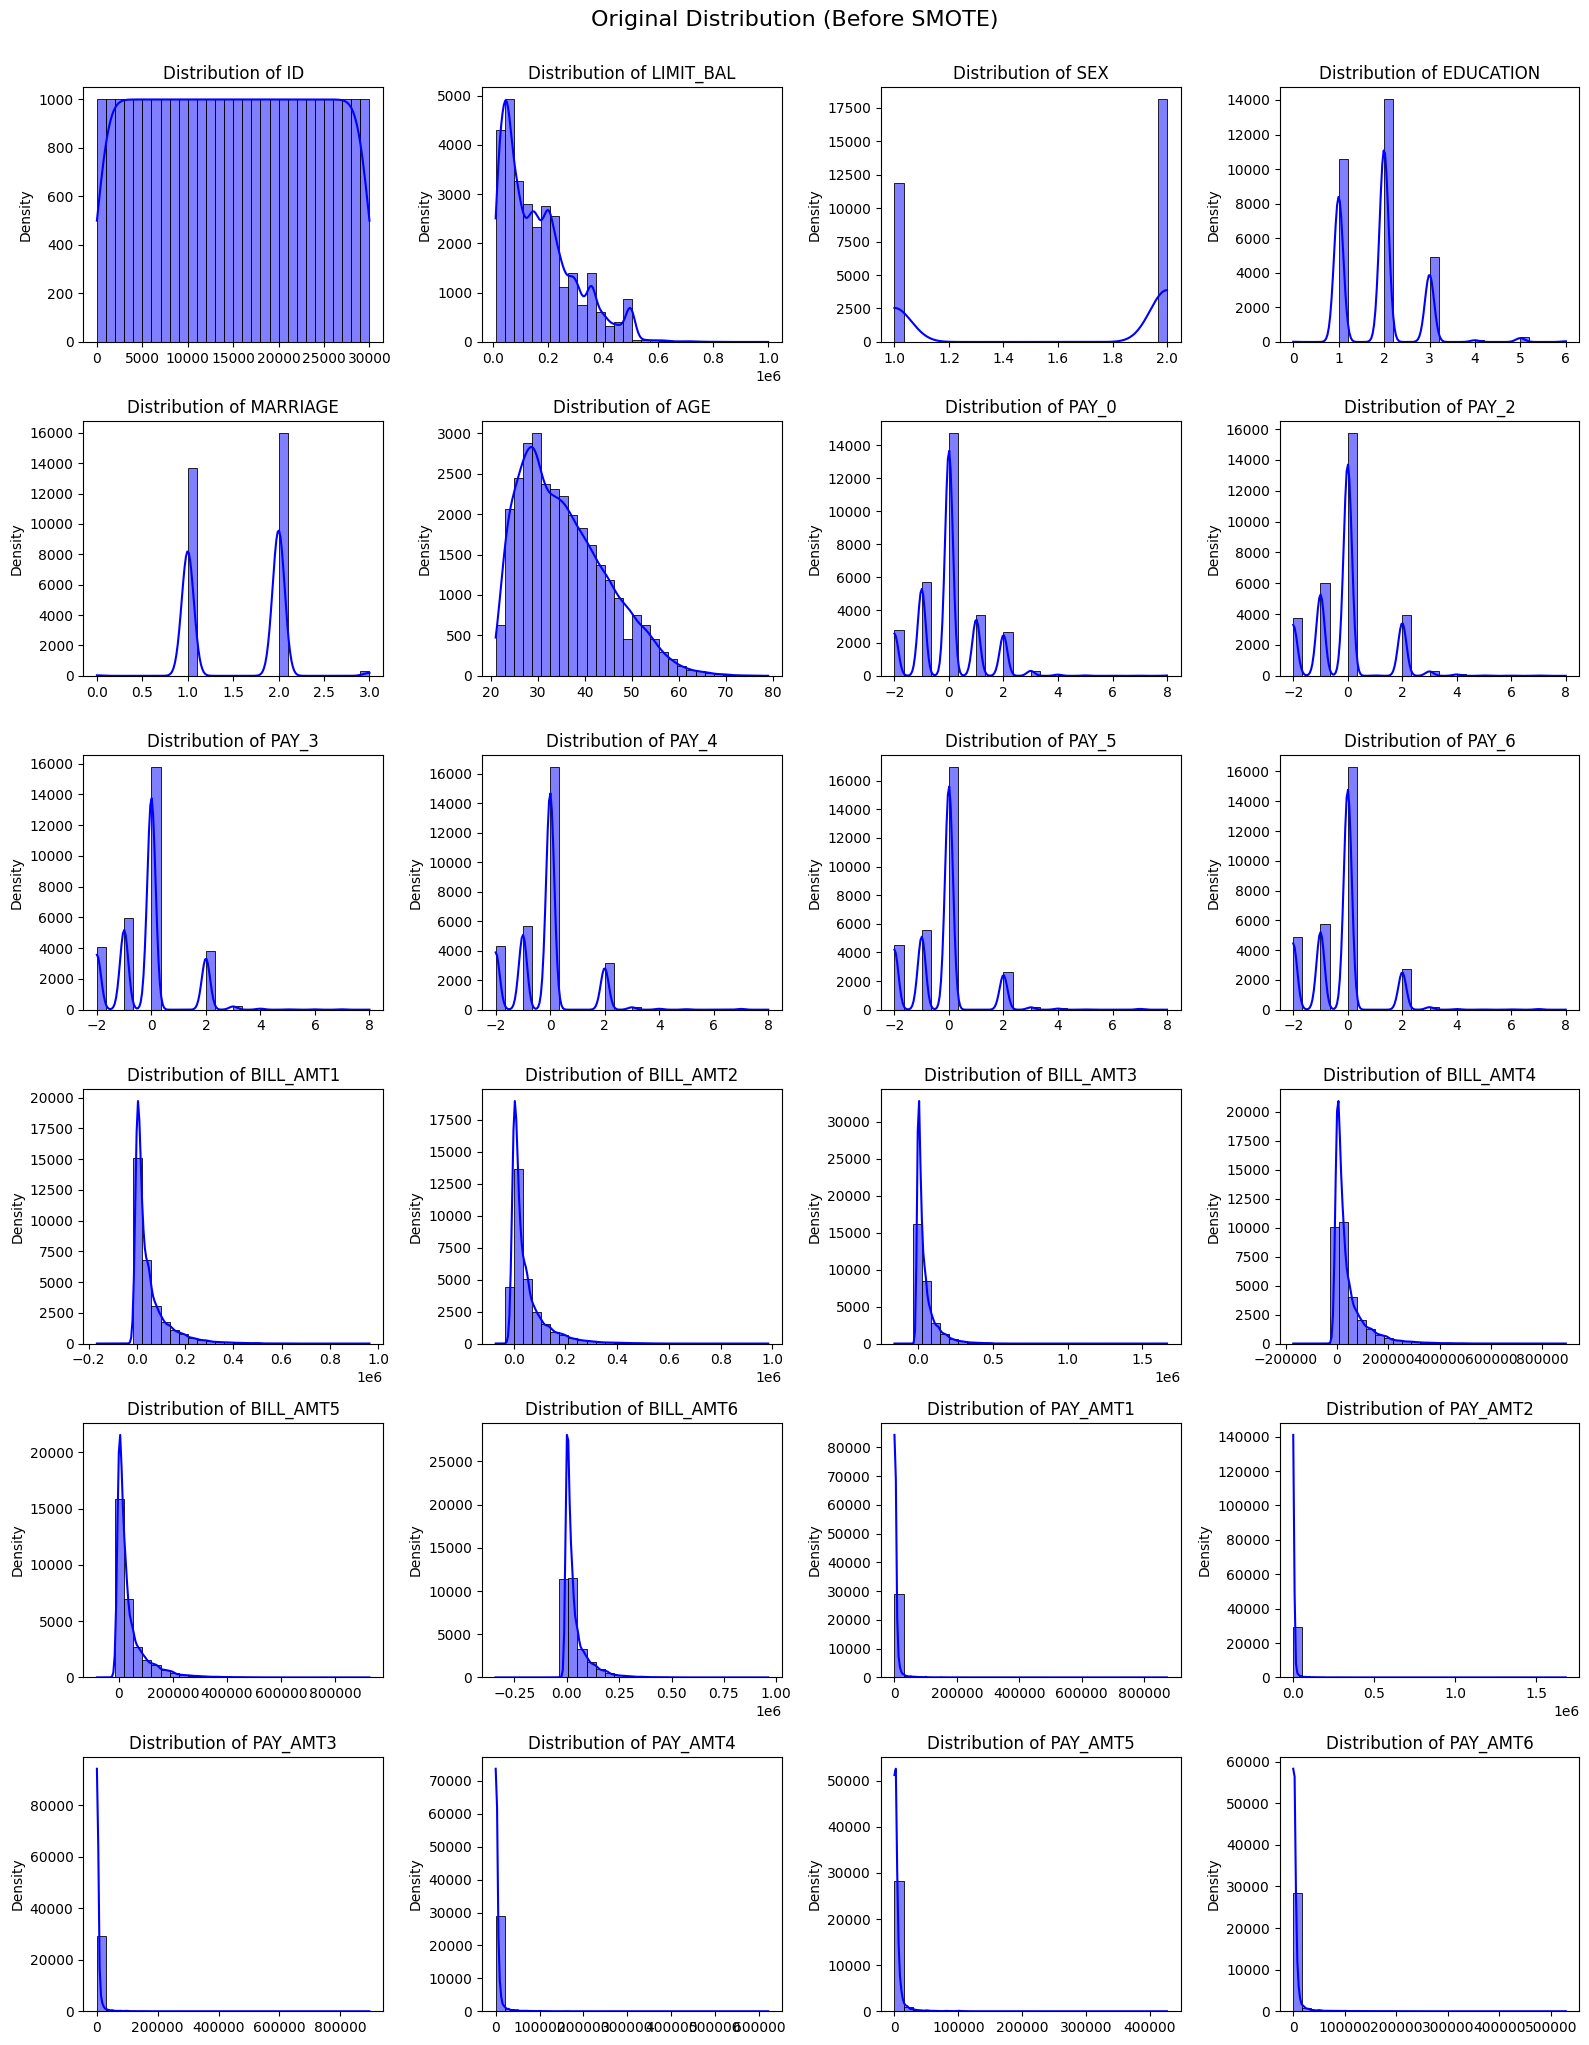 Original Distribution (Before SMOTE)
Distribution of ID
Distribution of LIMIT_BAL
Distribution of SEX
Distribution of EDUCATION
Density
1000
800
600
400
200
0
0 5000 10000 15000 20000 25000 30000
Density
5000
4000
3000
2000
1000
0
0.0 0.2 0.4 0.6 0.8 1.0
1e6
Density
17500
15000
12500
10000
7500
5000
2500
0
1.0 1.2 1.4 1.6 1.8 2.0
Density
14000
12000
10000
8000
6000
4000
2000
0
0 1 2 3 4 5 6
Distribution of MARRIAGE
Distribution of AGE
Distribution of PAY_0
Distribution of PAY_2
Density
16000
14000
12000
10000
8000
6000
4000
2000
0
0.0 0.5 1.0 1.5 2.0 2.5 3.0
Density
3000
2500
2000
1500
1000
500
0
20 30 40 50 60 70 80
Density
14000
12000
10000
8000
6000
4000
2000
0
−2 0 2 4 6 8
Density
16000
14000
12000
10000
8000
6000
4000
2000
0
−2 0 2 4 6 8
Distribution of PAY_3
Distribution of PAY_4
Distribution of PAY_5
Distribution of PAY_6
Density
16000
14000
12000
10000
8000
6000
4000
2000
0
−2 0 2 4 6 8
Density
16000
14000
12000
10000
8000
6000
4000
2000
0
−2 0 2 4 6 8
Density
16000
14000
12000
10000
8000
6000
4000
2000
0
−2 0 2 4 6 8
Density
16000
14000
12000
10000
8000
6000
4000
2000
0
−2 0 2 4 6 8
Distribution of BILL_AMT1
Distribution of BILL_AMT2
Distribution of BILL_AMT3
Distribution of BILL_AMT4
Density
20000
17500
15000
12500
10000
7500
5000
2500
0
−0.2 0.0 0.2 0.4 0.6 0.8 1.0
1e6
Density
17500
15000
12500
10000
7500
5000
2500
0
0.0 0.2 0.4 0.6 0.8 1.0
1e6
Density
30000
25000
20000
15000
10000
5000
0
0.0 0.5 1.0 1.5
1e6
Density
20000
17500
15000
12500
10000
7500
5000
2500
0
−200000 0 200000 400000 600000 800000
Distribution of BILL_AMT5
Distribution of BILL_AMT6
Distribution of PAY_AMT1
Distribution of PAY_AMT2
Density
20000
15000
10000
5000
0
0 200000 400000 600000 800000
Density
25000
20000
15000
10000
5000
0
−0.25 0.00 0.25 0.50 0.75 1.00
1e6
Density
80000
70000
60000
50000
40000
30000
20000
10000
0
0 200000 400000 600000 800000
Density
140000
120000
100000
80000
60000
40000
20000
0
0.0 0.5 1.0 1.5
1e6
Distribution of PAY_AMT3
Distribution of PAY_AMT4
Distribution of PAY_AMT5
Distribution of PAY_AMT6
Density
80000
60000
40000
20000
0
0 200000 400000 600000 800000
Density
70000
60000
50000
40000
30000
20000
10000
0
0 100000 200000 300000 400000 500000 600000
Density
50000
40000
30000
20000
10000
0
0 100000 200000 300000 400000
Density
60000
50000
40000
30000
20000
10000
0
0 100000 200000 300000 400000 500000